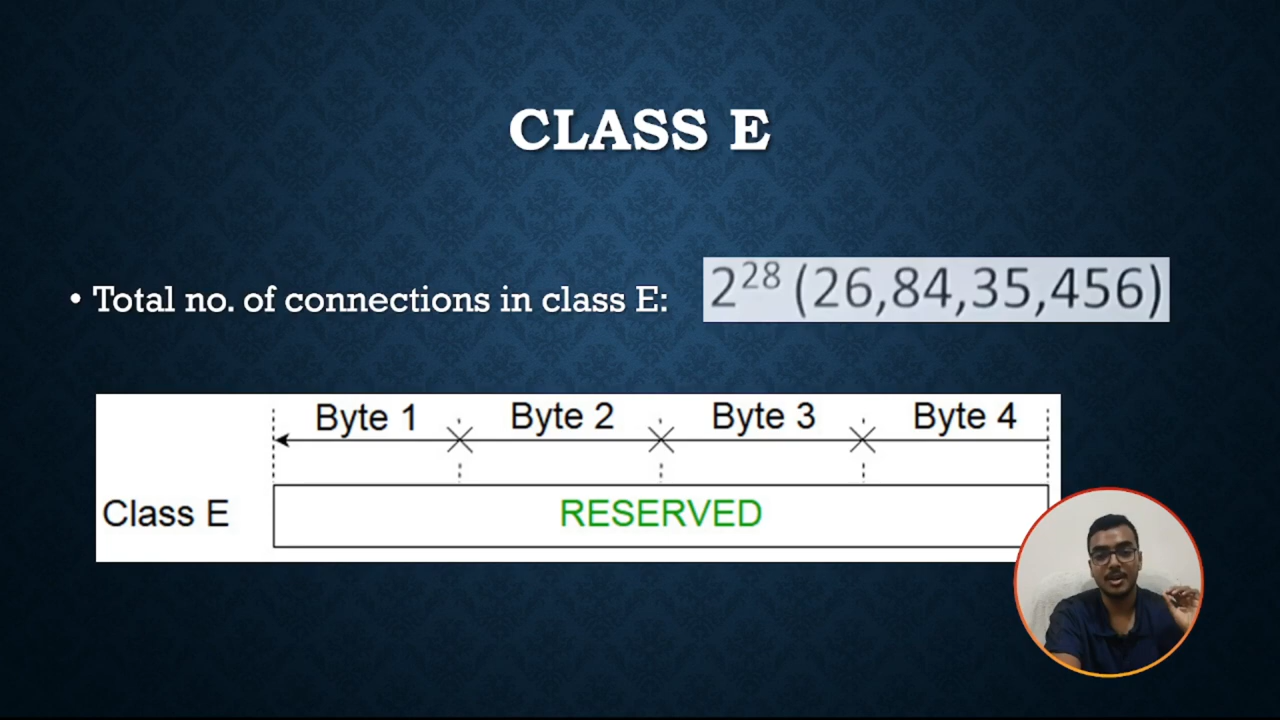 CLASS E
• Total no. of connections in class E: 2²⁸ (26,84,35,456)
Byte 1 Byte 2 Byte 3 Byte 4
Class E RESERVED